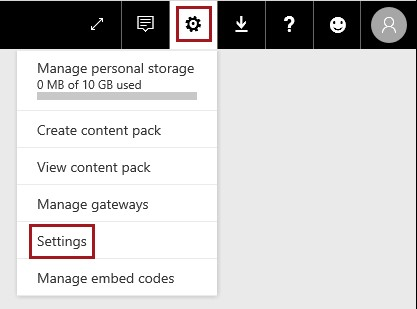 Manage personal storage
0 MB of 10 GB used
Create content pack
View content pack
Manage gateways
Settings
Manage embed codes